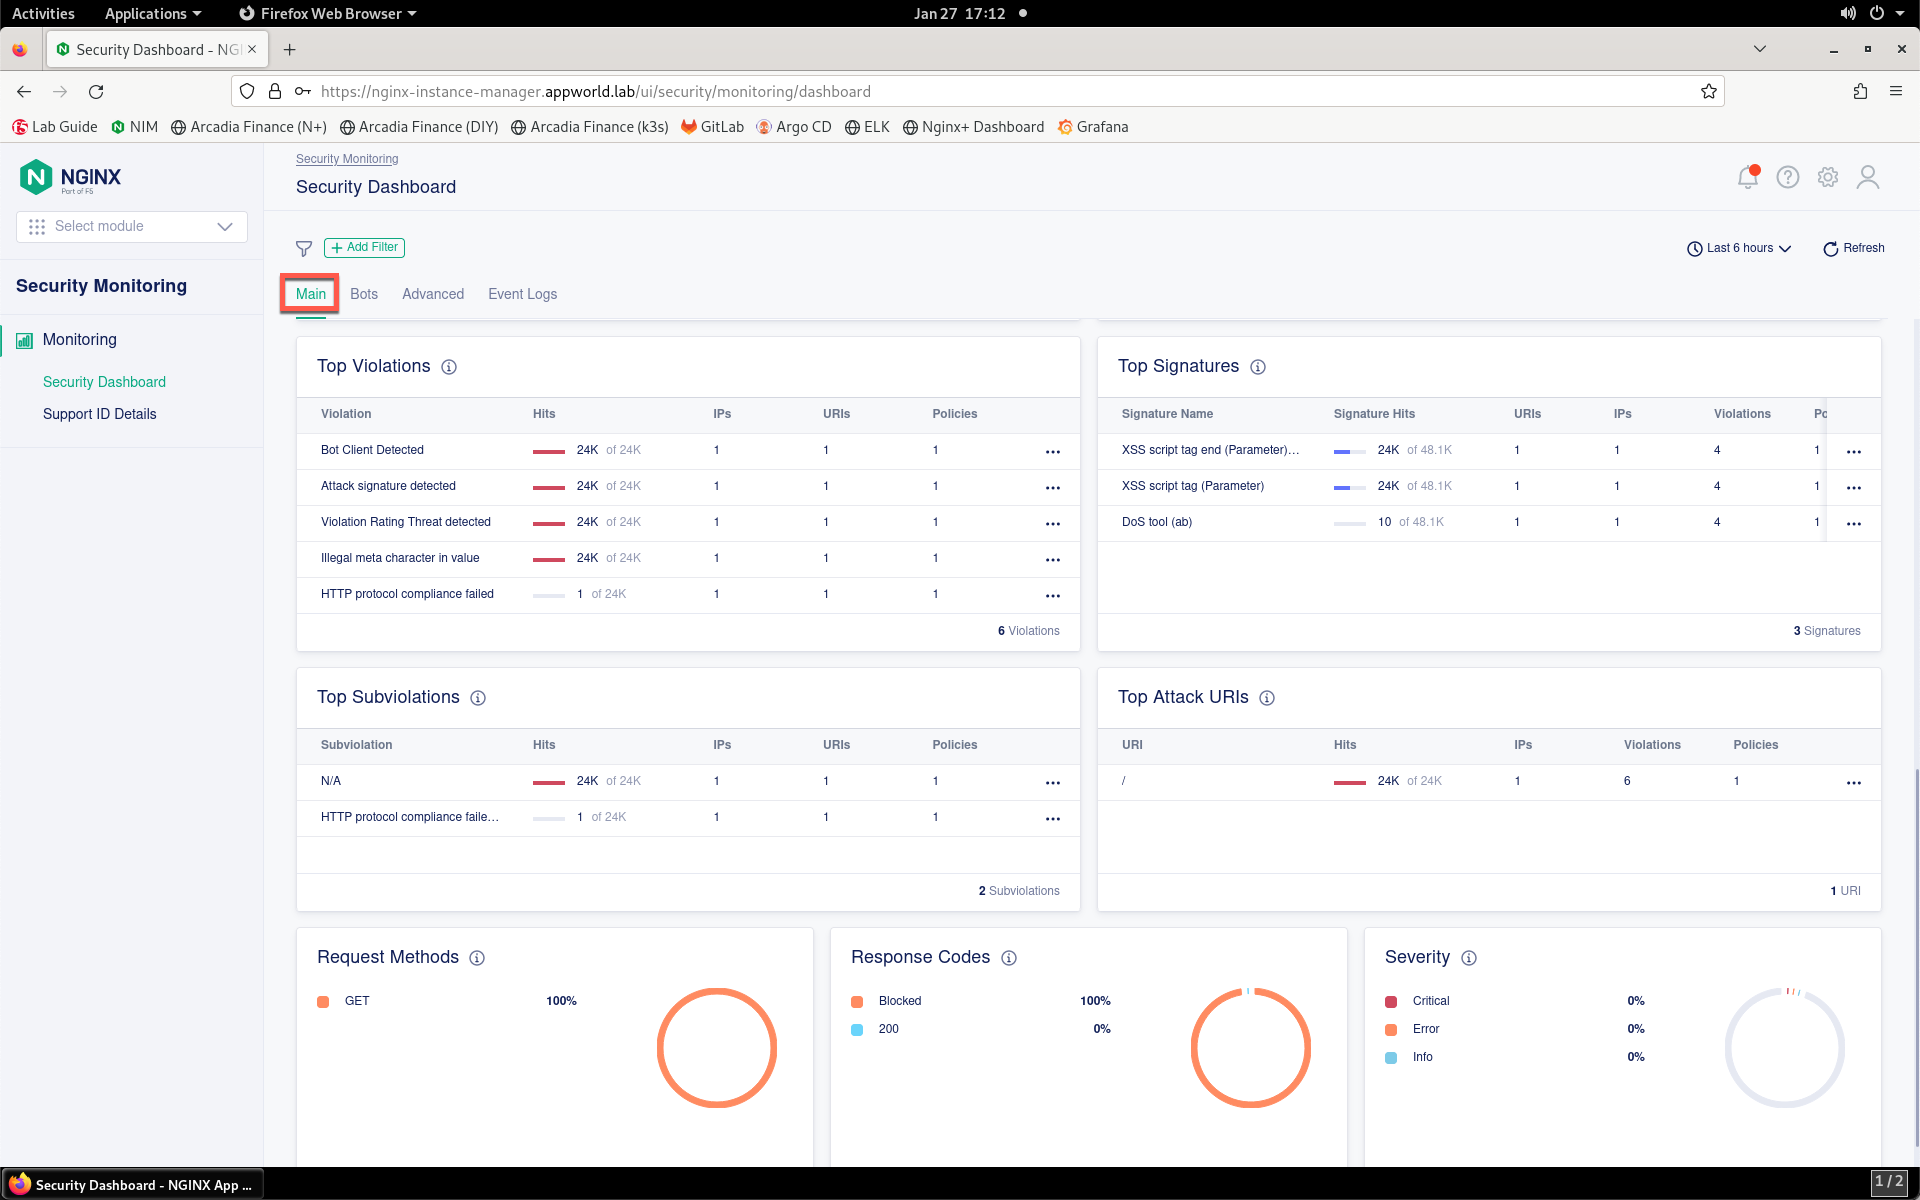 Activities Applications Firefox Web Browser Jan 27 17:12
Security Dashboard - NG
https://nginx-instance-manager.appworld.lab/ui/security/monitoring/dashboard
Lab Guide NIM Arcadia Finance (N+) Arcadia Finance (DIY) Arcadia Finance (k3s) GitLab Argo CD ELK Nginx+ Dashboard Grafana
NGINX
Part of F5
Select module
Security Monitoring
Monitoring
Security Dashboard
Support ID Details
Security Monitoring
Security Dashboard
Add Filter
Last 6 hours Refresh
Main Bots Advanced Event Logs
Top Violations
Violation Hits IPs URIs Policies
Bot Client Detected 24K of 24K 1 1 1
Attack signature detected 24K of 24K 1 1 1
Violation Rating Threat detected 24K of 24K 1 1 1
Illegal meta character in value 24K of 24K 1 1 1
HTTP protocol compliance failed 1 of 24K 1 1 1
6 Violations
Top Signatures
Signature Name Signature Hits URIs IPs Violations Po
XSS script tag end (Parameter)... 24K of 48.1K 1 1 4 1
XSS script tag (Parameter) 24K of 48.1K 1 1 4 1
DoS tool (ab) 10 of 48.1K 1 1 4 1
3 Signatures
Top Subviolations
Subviolation Hits IPs URIs Policies
N/A 24K of 24K 1 1 1
HTTP protocol compliance faile... 1 of 24K 1 1 1
2 Subviolations
Top Attack URIs
URI Hits IPs Violations Policies
/ 24K of 24K 1 6 1
1 URI
Request Methods
GET 100%
Response Codes
Blocked 100%
200 0%
Severity
Critical 0%
Error 0%
Info 0%
Security Dashboard - NGINX App ...
1 / 2